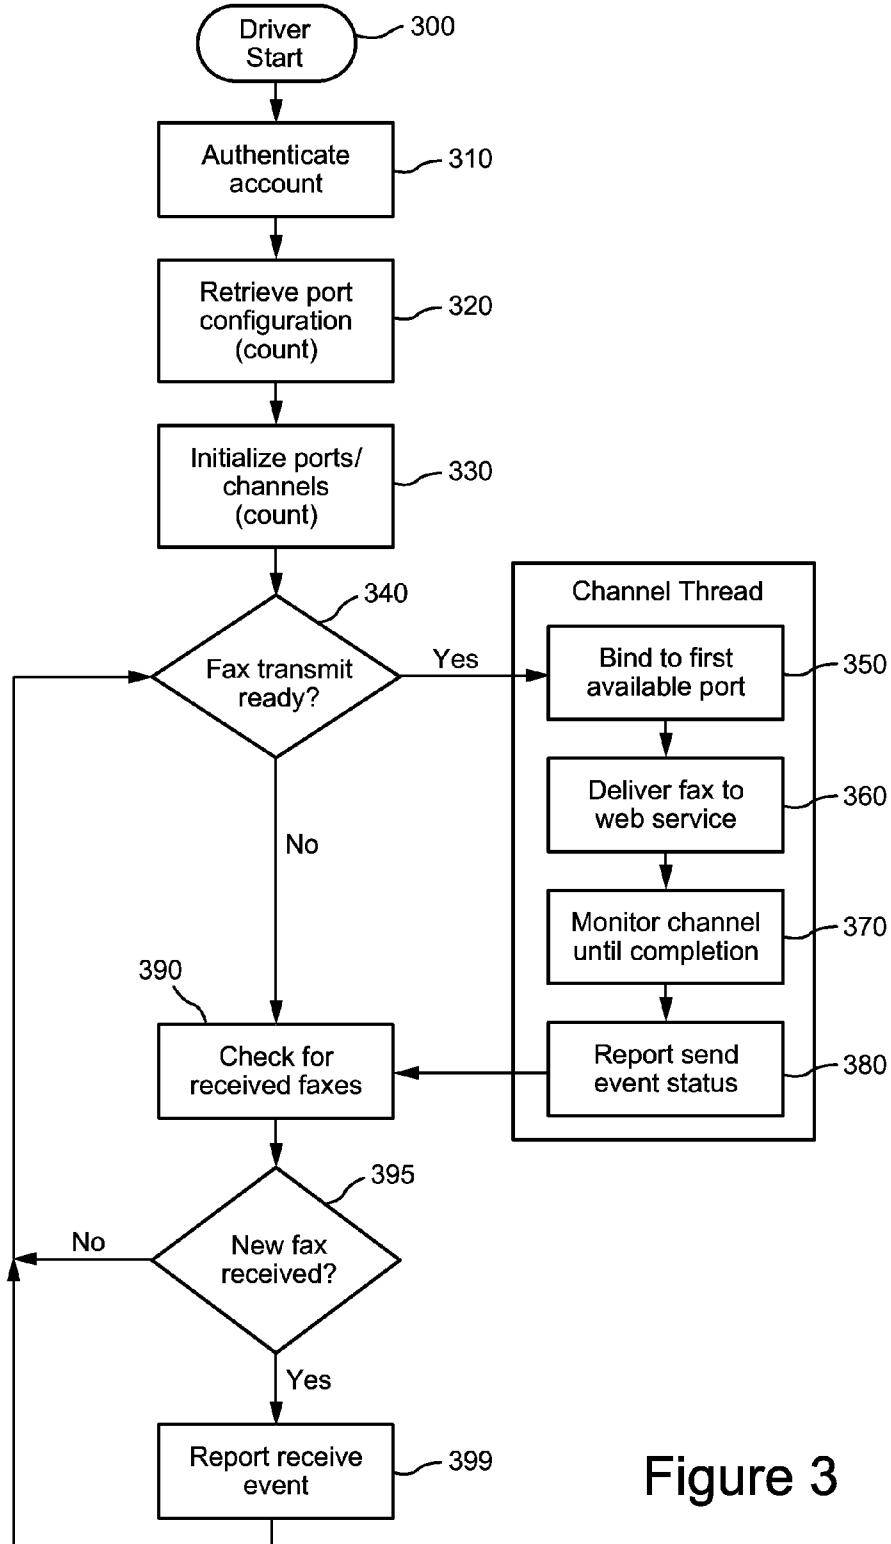 Driver
Start
300
Authenticate
account
310
Retrieve port
configuration
(count)
320
Initialize ports/
channels
(count)
330
340
Fax transmit
ready?
Yes
No
Channel Thread
Bind to first
available port
350
Deliver fax to
web service
360
Monitor channel
until completion
370
Report send
event status
380
390
Check for
received faxes
395
New fax
received?
No
Yes
Report receive
event
399
Figure 3